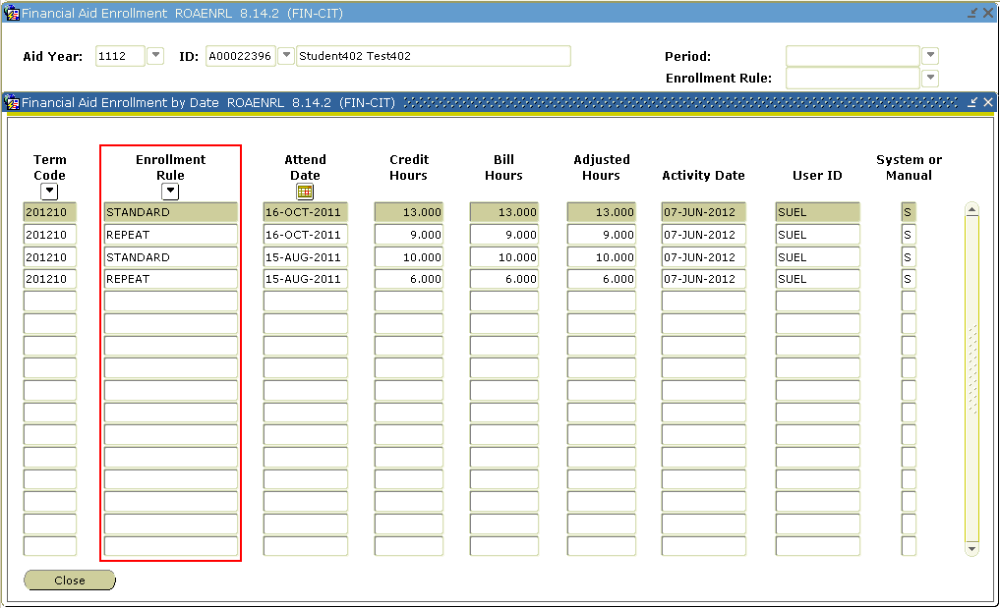 Financial Aid Enrollment ROAENRL 8.14.2 (FIN-CIT)
Aid Year: 1112 ID: A00022396 Student402 Test402 Period:
Enrollment Rule:
Financial Aid Enrollment by Date ROAENRL 8.14.2 (FIN-CIT)
Term Code Enrollment Rule Attend Date Credit Hours Bill Hours Adjusted Hours Activity Date User ID System or Manual
201210 STANDARD 16-OCT-2011 13.000 13.000 13.000 07-JUN-2012 SUEL S
201210 REPEAT 16-OCT-2011 9.000 9.000 9.000 07-JUN-2012 SUEL S
201210 STANDARD 15-AUG-2011 10.000 10.000 10.000 07-JUN-2012 SUEL S
201210 REPEAT 15-AUG-2011 6.000 6.000 6.000 07-JUN-2012 SUEL S
Close